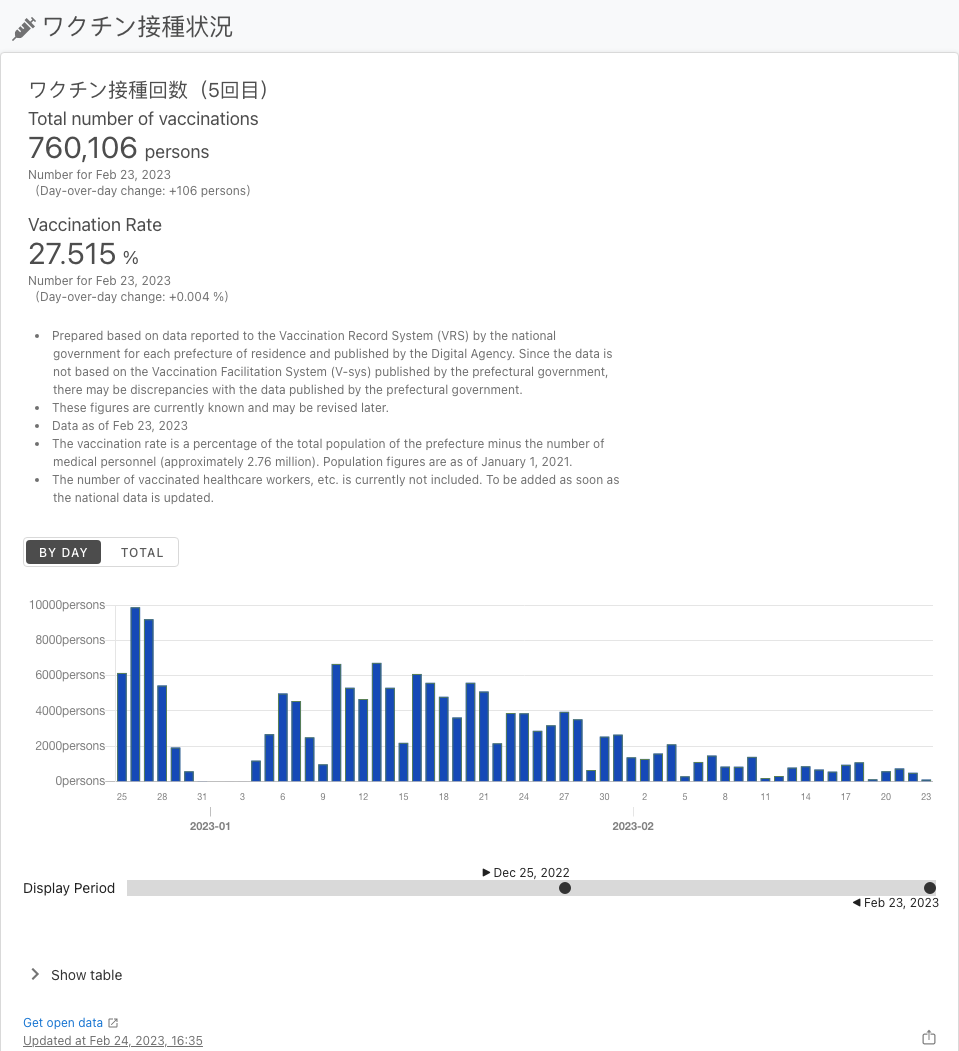 ワクチン接種状況
ワクチン接種回数（5回目）
Total number of vaccinations
760,106 persons
Number for Feb 23, 2023
(Day-over-day change: +106 persons)
Vaccination Rate
27.515 %
Number for Feb 23, 2023
(Day-over-day change: +0.004 %)
• Prepared based on data reported to the Vaccination Record System (VRS) by the national
government for each prefecture of residence and published by the Digital Agency. Since the data is
not based on the Vaccination Facilitation System (V-sys) published by the prefectural government,
there may be discrepancies with the data published by the prefectural government.
• These figures are currently known and may be revised later.
• Data as of Feb 23, 2023
• The vaccination rate is a percentage of the total population of the prefecture minus the number of
medical personnel (approximately 2.76 million). Population figures are as of January 1, 2021.
• The number of vaccinated healthcare workers, etc. is currently not included. To be added as soon as
the national data is updated.
BY DAY TOTAL
10000persons
8000persons
6000persons
4000persons
2000persons
0persons
25 28 31 3 6 9 12 15 18 21 24 27 30 2 5 8 11 14 17 20 23
2023-01 2023-02
Dec 25, 2022
Display Period
Feb 23, 2023
Show table
Get open data
Updated at Feb 24, 2023, 16:35